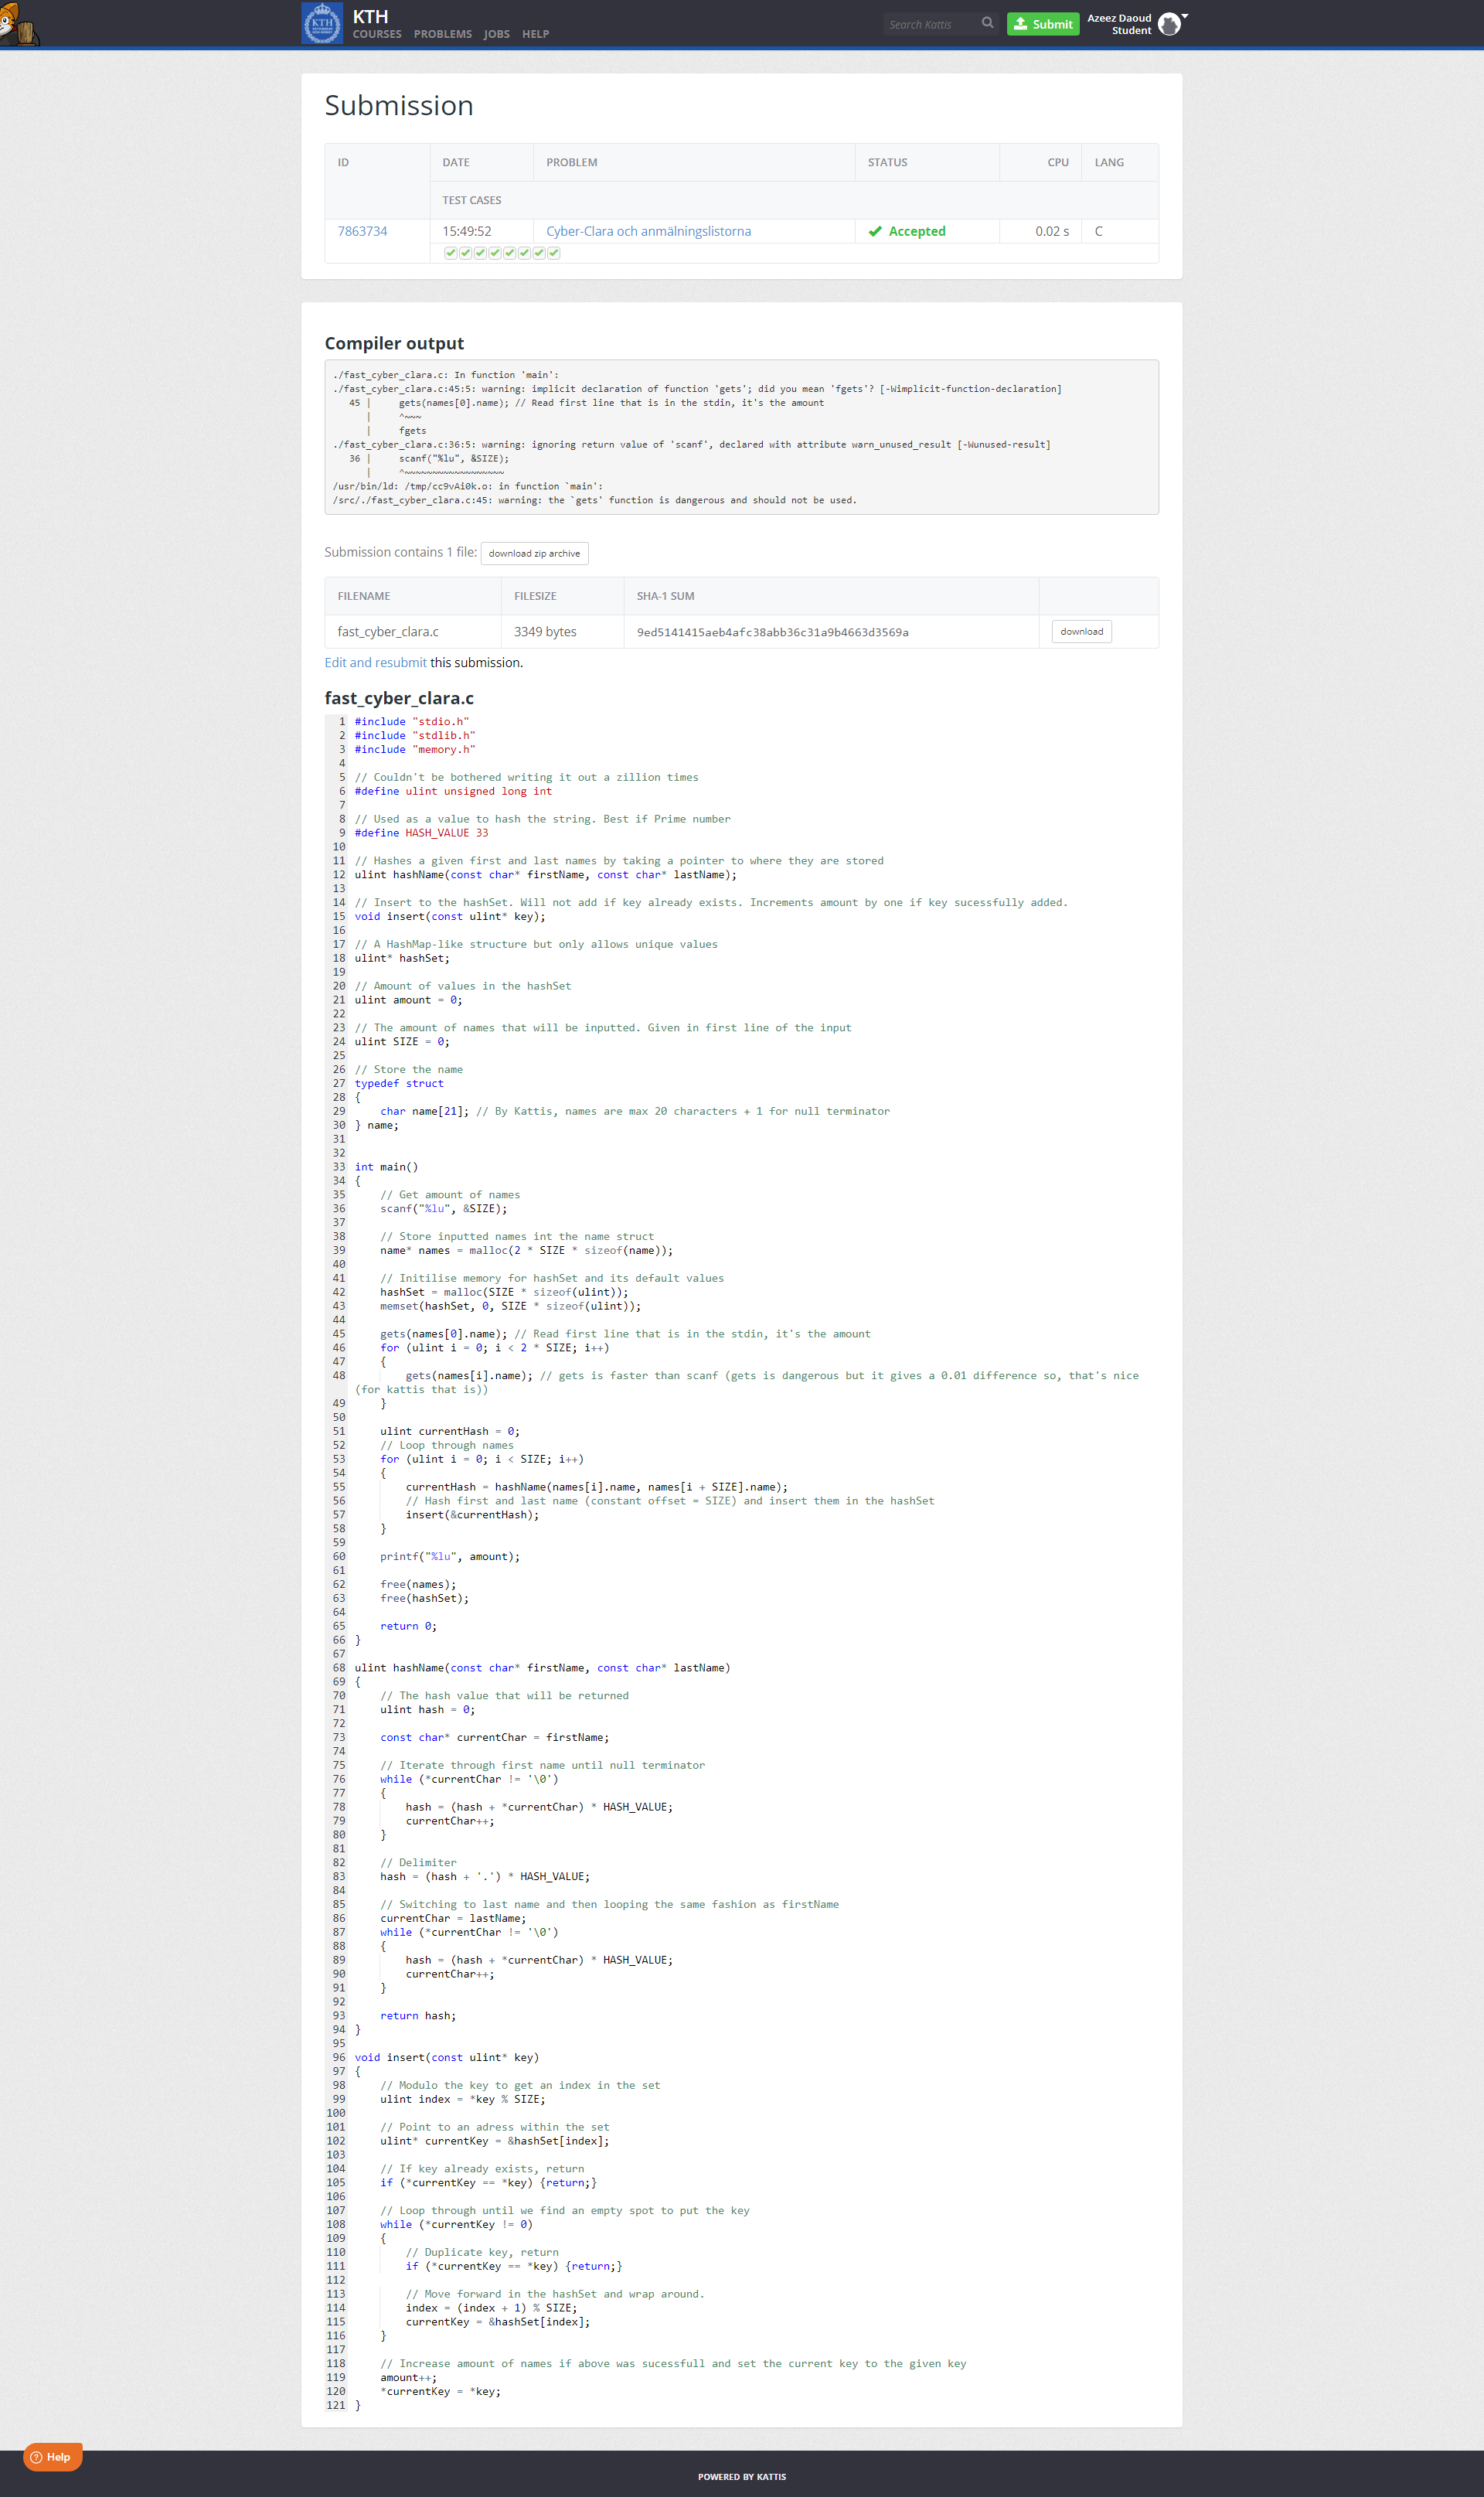 KTH
COURSES PROBLEMS JOBS HELP
Search Kattis
Submit
Azeez Daoud
Student
Submission
ID DATE PROBLEM STATUS CPU LANG
TEST CASES
7863734 15:49:52 Cyber-Clara och anmälningslistorna Accepted 0.02 s C
Compiler output
./fast_cyber_clara.c: In function 'main':
./fast_cyber_clara.c:45:5: warning: implicit declaration of function 'gets'; did you mean 'fgets'? [-Wimplicit-function-declaration]
   45 |     gets(names[0].name); // Read first line that is in the stdin, it's the amount
      |     ^~~~
      |     fgets
./fast_cyber_clara.c:36:5: warning: ignoring return value of 'scanf', declared with attribute warn_unused_result [-Wunused-result]
   36 |     scanf("%lu", &SIZE);
      |     ^~~~~~~~~~~~~~~~~~~
/usr/bin/ld: /tmp/cc9vAi0k.o: in function `main':
/src/./fast_cyber_clara.c:45: warning: the `gets' function is dangerous and should not be used.
Submission contains 1 file: download zip archive
FILENAME FILESIZE SHA-1 SUM
fast_cyber_clara.c 3349 bytes 9ed5141415aeb4afc38abb36c31a9b4663d3569a download
Edit and resubmit this submission.
fast_cyber_clara.c
1 #include "stdio.h"
2 #include "stdlib.h"
3 #include "memory.h"
4
5 // Couldn't be bothered writing it out a zillion times
6 #define ulint unsigned long int
7
8 // Used as a value to hash the string. Best if Prime number
9 #define HASH_VALUE 33
10
11 // Hashes a given first and last names by taking a pointer to where they are stored
12 ulint hashName(const char* firstName, const char* lastName);
13
14 // Insert to the hashSet. Will not add if key already exists. Increments amount by one if key sucessfully added.
15 void insert(const ulint* key);
16
17 // A HashMap-like structure but only allows unique values
18 ulint* hashSet;
19
20 // Amount of values in the hashSet
21 ulint amount = 0;
22
23 // The amount of names that will be inputted. Given in first line of the input
24 ulint SIZE = 0;
25
26 // Store the name
27 typedef struct
28 {
29     char name[21]; // By Kattis, names are max 20 characters + 1 for null terminator
30 } name;
31
32
33 int main()
34 {
35     // Get amount of names
36     scanf("%lu", &SIZE);
37
38     // Store inputted names int the name struct
39     name* names = malloc(2 * SIZE * sizeof(name));
40
41     // Initilise memory for hashSet and its default values
42     hashSet = malloc(SIZE * sizeof(ulint));
43     memset(hashSet, 0, SIZE * sizeof(ulint));
44
45     gets(names[0].name); // Read first line that is in the stdin, it's the amount
46     for (ulint i = 0; i < 2 * SIZE; i++)
47     {
48         gets(names[i].name); // gets is faster than scanf (gets is dangerous but it gives a 0.01 difference so, that's nice
(for kattis that is))
49     }
50
51     ulint currentHash = 0;
52     // Loop through names
53     for (ulint i = 0; i < SIZE; i++)
54     {
55         currentHash = hashName(names[i].name, names[i + SIZE].name);
56         // Hash first and last name (constant offset = SIZE) and insert them in the hashSet
57         insert(&currentHash);
58     }
59
60     printf("%lu", amount);
61
62     free(names);
63     free(hashSet);
64
65     return 0;
66 }
67
68 ulint hashName(const char* firstName, const char* lastName)
69 {
70     // The hash value that will be returned
71     ulint hash = 0;
72
73     const char* currentChar = firstName;
74
75     // Iterate through first name until null terminator
76     while (*currentChar != '\0')
77     {
78         hash = (hash + *currentChar) * HASH_VALUE;
79         currentChar++;
80     }
81
82     // Delimiter
83     hash = (hash + '.') * HASH_VALUE;
84
85     // Switching to last name and then looping the same fashion as firstName
86     currentChar = lastName;
87     while (*currentChar != '\0')
88     {
89         hash = (hash + *currentChar) * HASH_VALUE;
90         currentChar++;
91     }
92
93     return hash;
94 }
95
96 void insert(const ulint* key)
97 {
98     // Modulo the key to get an index in the set
99     ulint index = *key % SIZE;
100
101     // Point to an adress within the set
102     ulint* currentKey = &hashSet[index];
103
104     // If key already exists, return
105     if (*currentKey == *key) {return;}
106
107     // Loop through until we find an empty spot to put the key
108     while (*currentKey != 0)
109     {
110         // Duplicate key, return
111         if (*currentKey == *key) {return;}
112
113         // Move forward in the hashSet and wrap around.
114         index = (index + 1) % SIZE;
115         currentKey = &hashSet[index];
116     }
117
118     // Increase amount of names if above was sucessfull and set the current key to the given key
119     amount++;
120     *currentKey = *key;
121 }
Help
POWERED BY KATTIS